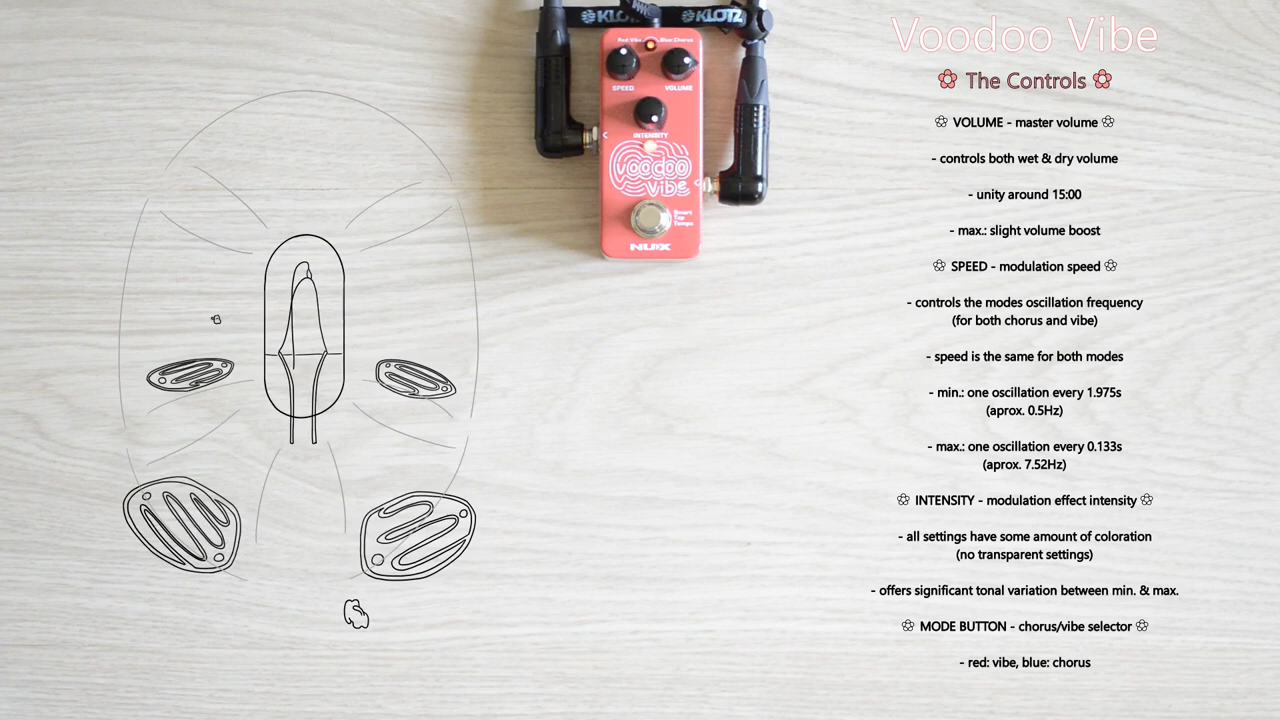 KLOTZ KLOTZ
Red:Vibe Blue:Chorus
SPEED VOLUME
INTENSITY
voodoo
vibe
Smart
Tap
Tempo
NUX
Voodoo Vibe
The Controls
VOLUME - master volume
- controls both wet & dry volume
- unity around 15:00
- max.: slight volume boost
SPEED - modulation speed
- controls the modes oscillation frequency
(for both chorus and vibe)
- speed is the same for both modes
- min.: one oscillation every 1.975s
(aprox. 0.5Hz)
- max.: one oscillation every 0.133s
(aprox. 7.52Hz)
INTENSITY - modulation effect intensity
- all settings have some amount of coloration
(no transparent settings)
- offers significant tonal variation between min. & max.
MODE BUTTON - chorus/vibe selector
- red: vibe, blue: chorus